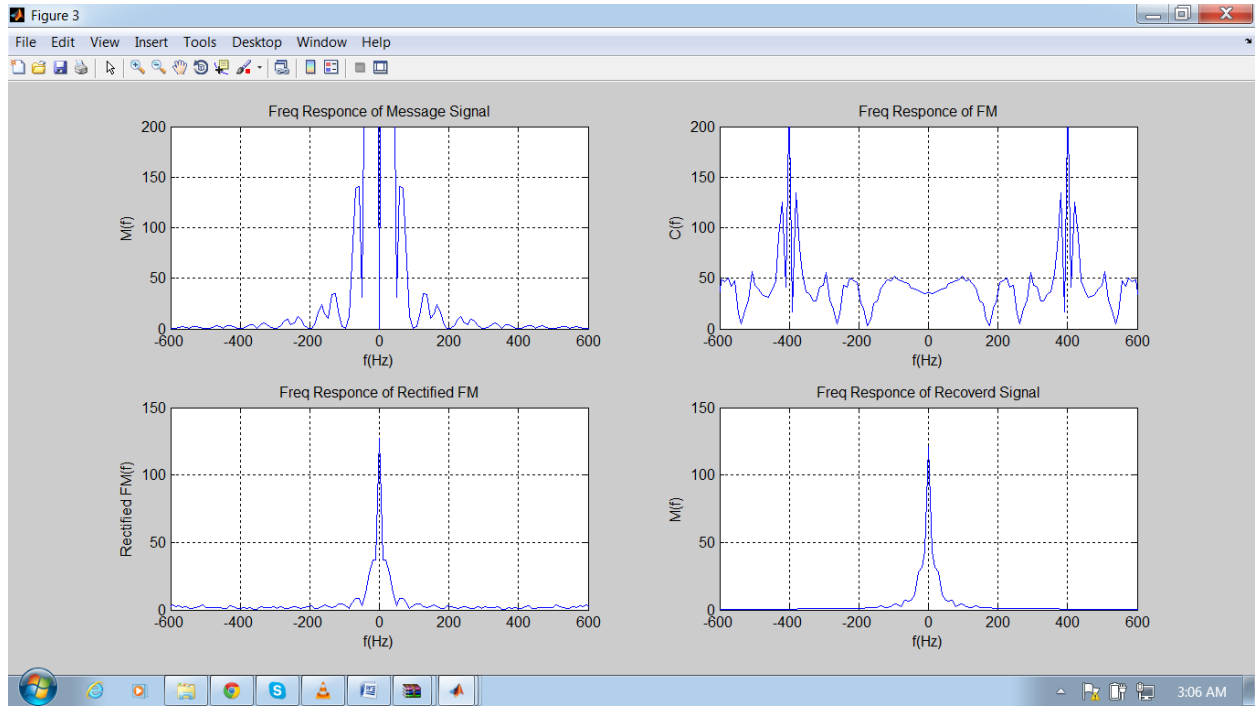 Figure 3
File Edit View Insert Tools Desktop Window Help
Freq Responce of Message Signal
200
150
100
50
0
M(f)
-600 -400 -200 0 200 400 600
f(Hz)
Freq Responce of FM
200
150
100
50
0
C(f)
-600 -400 -200 0 200 400 600
f(Hz)
Freq Responce of Rectified FM
150
100
50
0
Rectified FM(f)
-600 -400 -200 0 200 400 600
f(Hz)
Freq Responce of Recoverd Signal
150
100
50
0
M(f)
-600 -400 -200 0 200 400 600
f(Hz)
3:06 AM